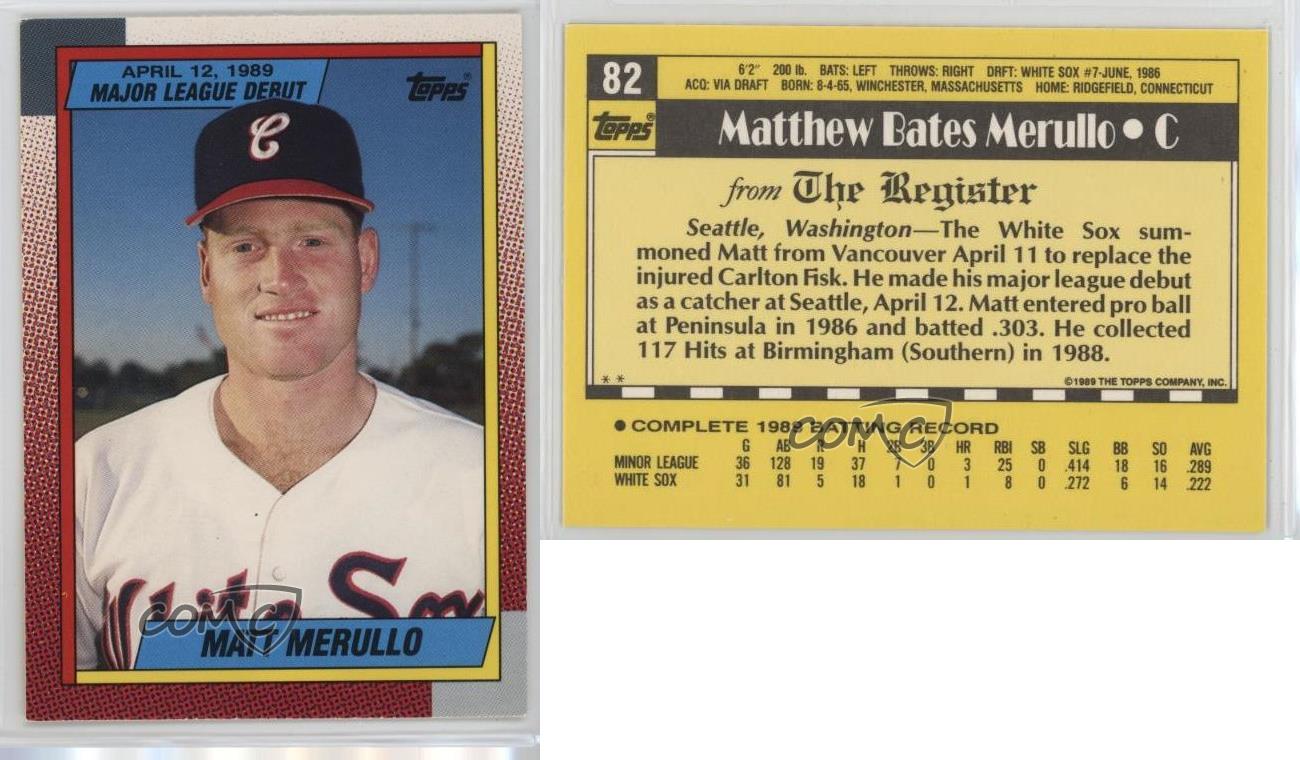 APRIL 12, 1989
MAJOR LEAGUE DEBUT
Topps®
C
White Sox
COMC
MATT MERULLO
82
6'2" 200 lb. BATS: LEFT THROWS: RIGHT DRFT: WHITE SOX #7-JUNE, 1986
ACQ: VIA DRAFT BORN: 8-4-65, WINCHESTER, MASSACHUSETTS HOME: RIDGEFIELD, CONNECTICUT
Topps®
Matthew Bates Merullo • C
from The Register
Seattle, Washington—The White Sox sum-
moned Matt from Vancouver April 11 to replace the
injured Carlton Fisk. He made his major league debut
as a catcher at Seattle, April 12. Matt entered pro ball
at Peninsula in 1986 and batted .303. He collected
117 Hits at Birmingham (Southern) in 1988.
** ©1989 THE TOPPS COMPANY, INC.
COMC
• COMPLETE 1989 BATTING RECORD
G AB R H 2B 3B HR RBI SB SLG BB SO AVG
MINOR LEAGUE 36 128 19 37 7 0 3 25 0 .414 18 16 .289
WHITE SOX 31 81 5 18 1 0 1 8 0 .272 6 14 .222